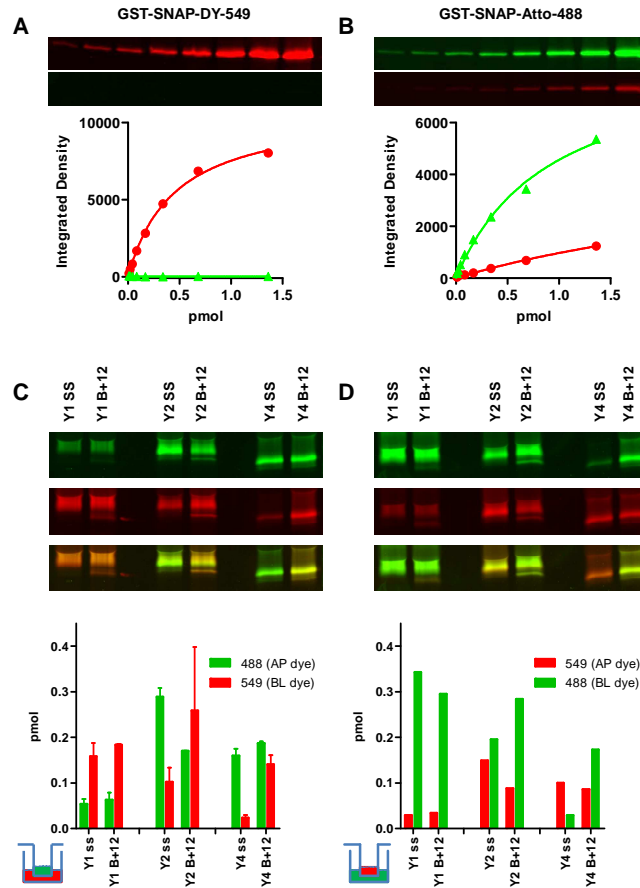 A
GST-SNAP-DY-549
10000
5000
0
Integrated Density
0.0 0.5 1.0 1.5
pmol
B
GST-SNAP-Atto-488
6000
4000
2000
0
Integrated Density
0.0 0.5 1.0 1.5
pmol
C
Y1 SS
Y1 B+12
Y2 SS
Y2 B+12
Y4 SS
Y4 B+12
0.4
0.3
0.2
0.1
0.0
pmol
488 (AP dye)
549 (BL dye)
Y1 ss
Y1 B+12
Y2 ss
Y2 B+12
Y4 ss
Y4 B+12
D
Y1 SS
Y1 B+12
Y2 SS
Y2 B+12
Y4 SS
Y4 B+12
0.4
0.3
0.2
0.1
0.0
pmol
549 (AP dye)
488 (BL dye)
Y1 ss
Y1 B+12
Y2 ss
Y2 B+12
Y4 ss
Y4 B+12